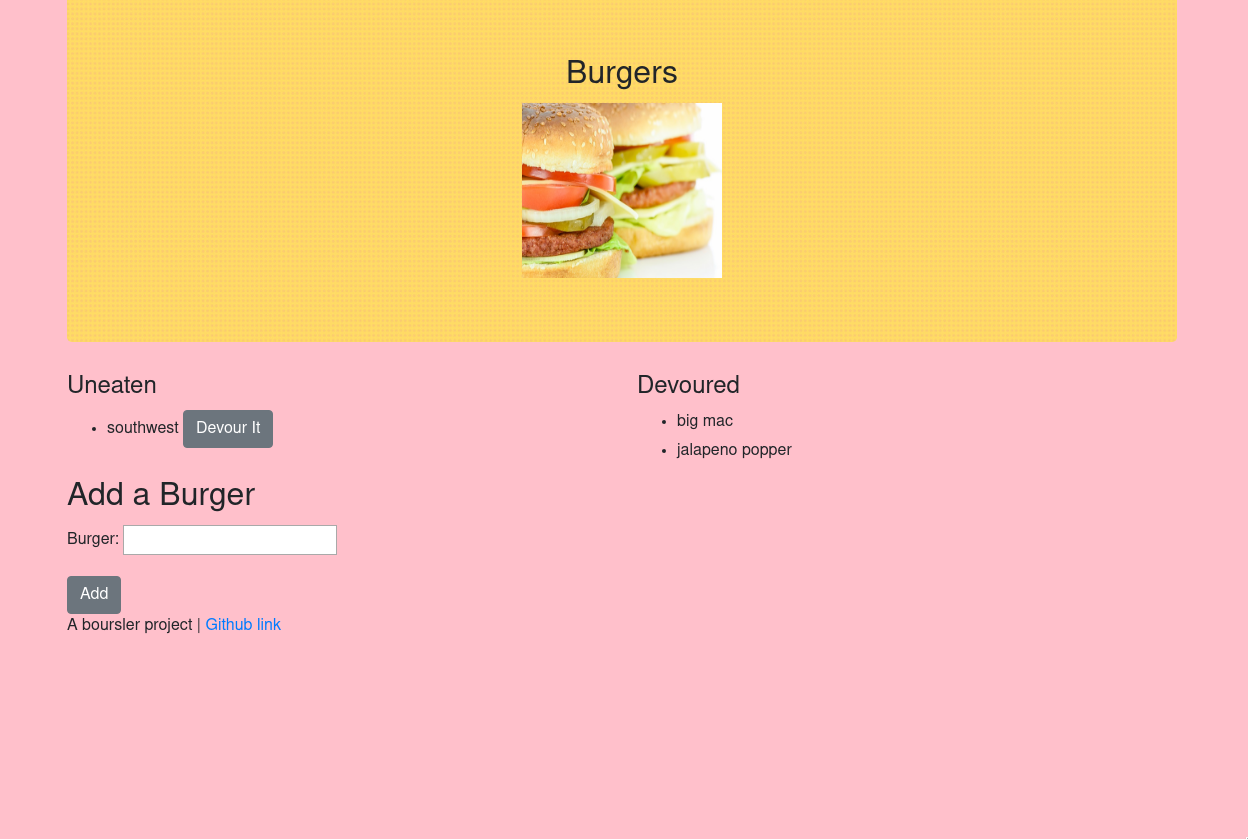 Burgers
Uneaten
southwest Devour It
Add a Burger
Burger:
Add
A boursler project | Github link
Devoured
big mac
jalapeno popper